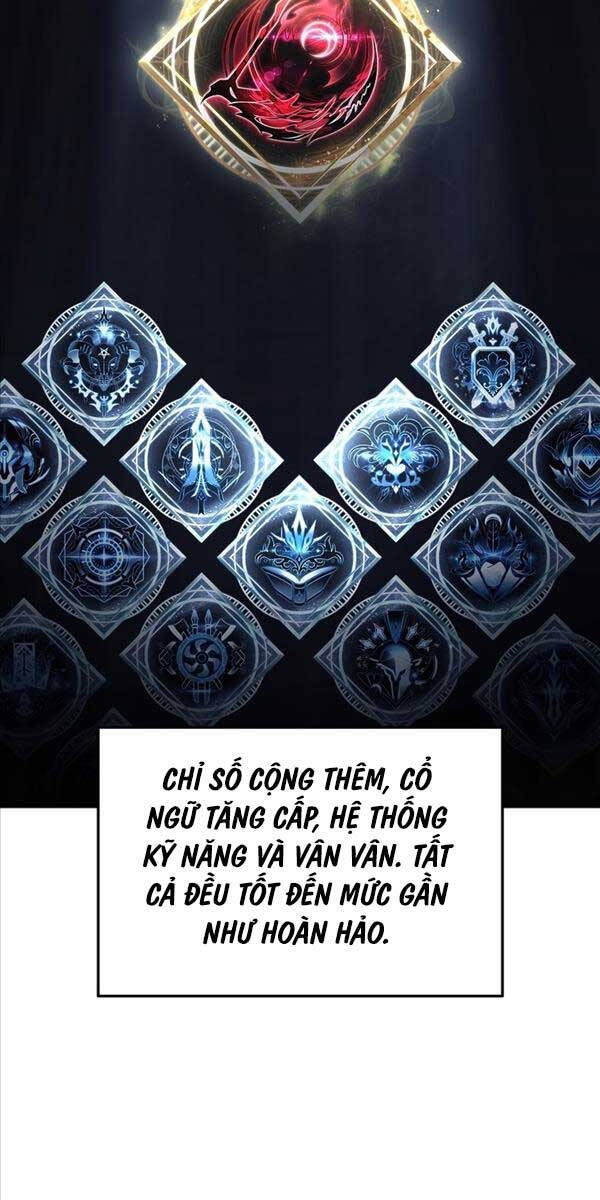 CHỈ SỐ CỘNG THÊM, CỔ
NGỮ TĂNG CẤP, HỆ THỐNG
KỸ NĂNG VÀ VÂN VÂN. TẤT
CẢ ĐỀU TỐT ĐẾN MỨC GẦN
NHƯ HOÀN HẢO.